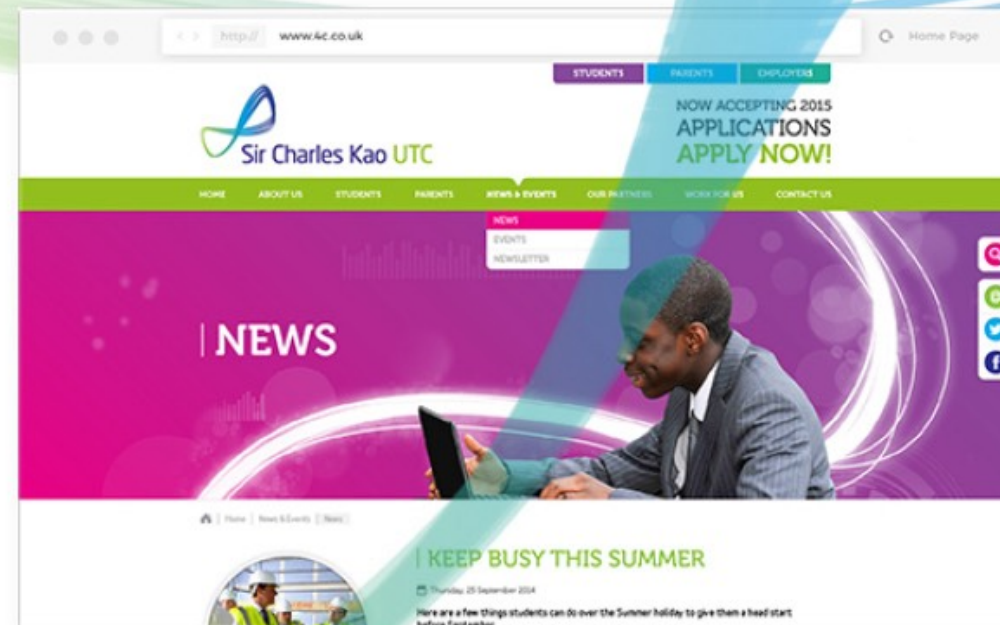 http:// www.4c.co.uk Home Page
STUDENTS PARENTS EMPLOYERS
NOW ACCEPTING 2015
APPLICATIONS
APPLY NOW!
Sir Charles Kao UTC
HOME ABOUT US STUDENTS PARENTS NEWS & EVENTS OUR PARTNERS WORK FOR US CONTACT US
NEWS
EVENTS
NEWSLETTER
NEWS
Home News & Events News
KEEP BUSY THIS SUMMER
Thursday, 25 September 2014
Here are a few things students can do over the Summer holiday to give them a head start
before September